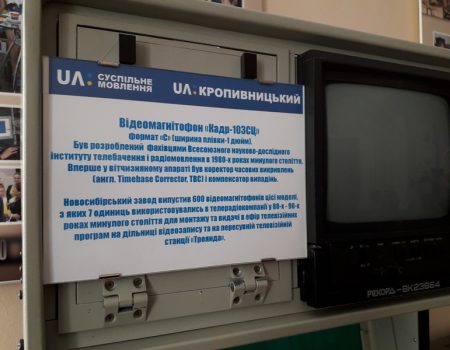 UA: СУСПІЛЬНЕ МОВЛЕННЯ
UA: КРОПИВНИЦЬКИЙ
Відеомагнітофон «Кадр-103СЦ»
формат «С» (ширина плівки-1 дюйм).
Був розроблений фахівцями Всесоюзного науково-дослідного
інституту телебачення і радіомовлення в 1980-х роках минулого століття.
Вперше у вітчизняному апараті був коректор часових викривлень
(англ. Timebase Corrector, TBC) і компенсатор випадінь.
Новосибірський завод випустив 600 відеомагнітофонів цієї моделі,
з яких 7 одиниць використовувались в телерадіокомпанії у 80-х - 90-х
роках минулого століття для монтажу та видачі в ефір телевізійних
програм на дільниці відеозапису та на пересувній телевізійній
станції «Троянда».
РЕКОРД-ВК23В64